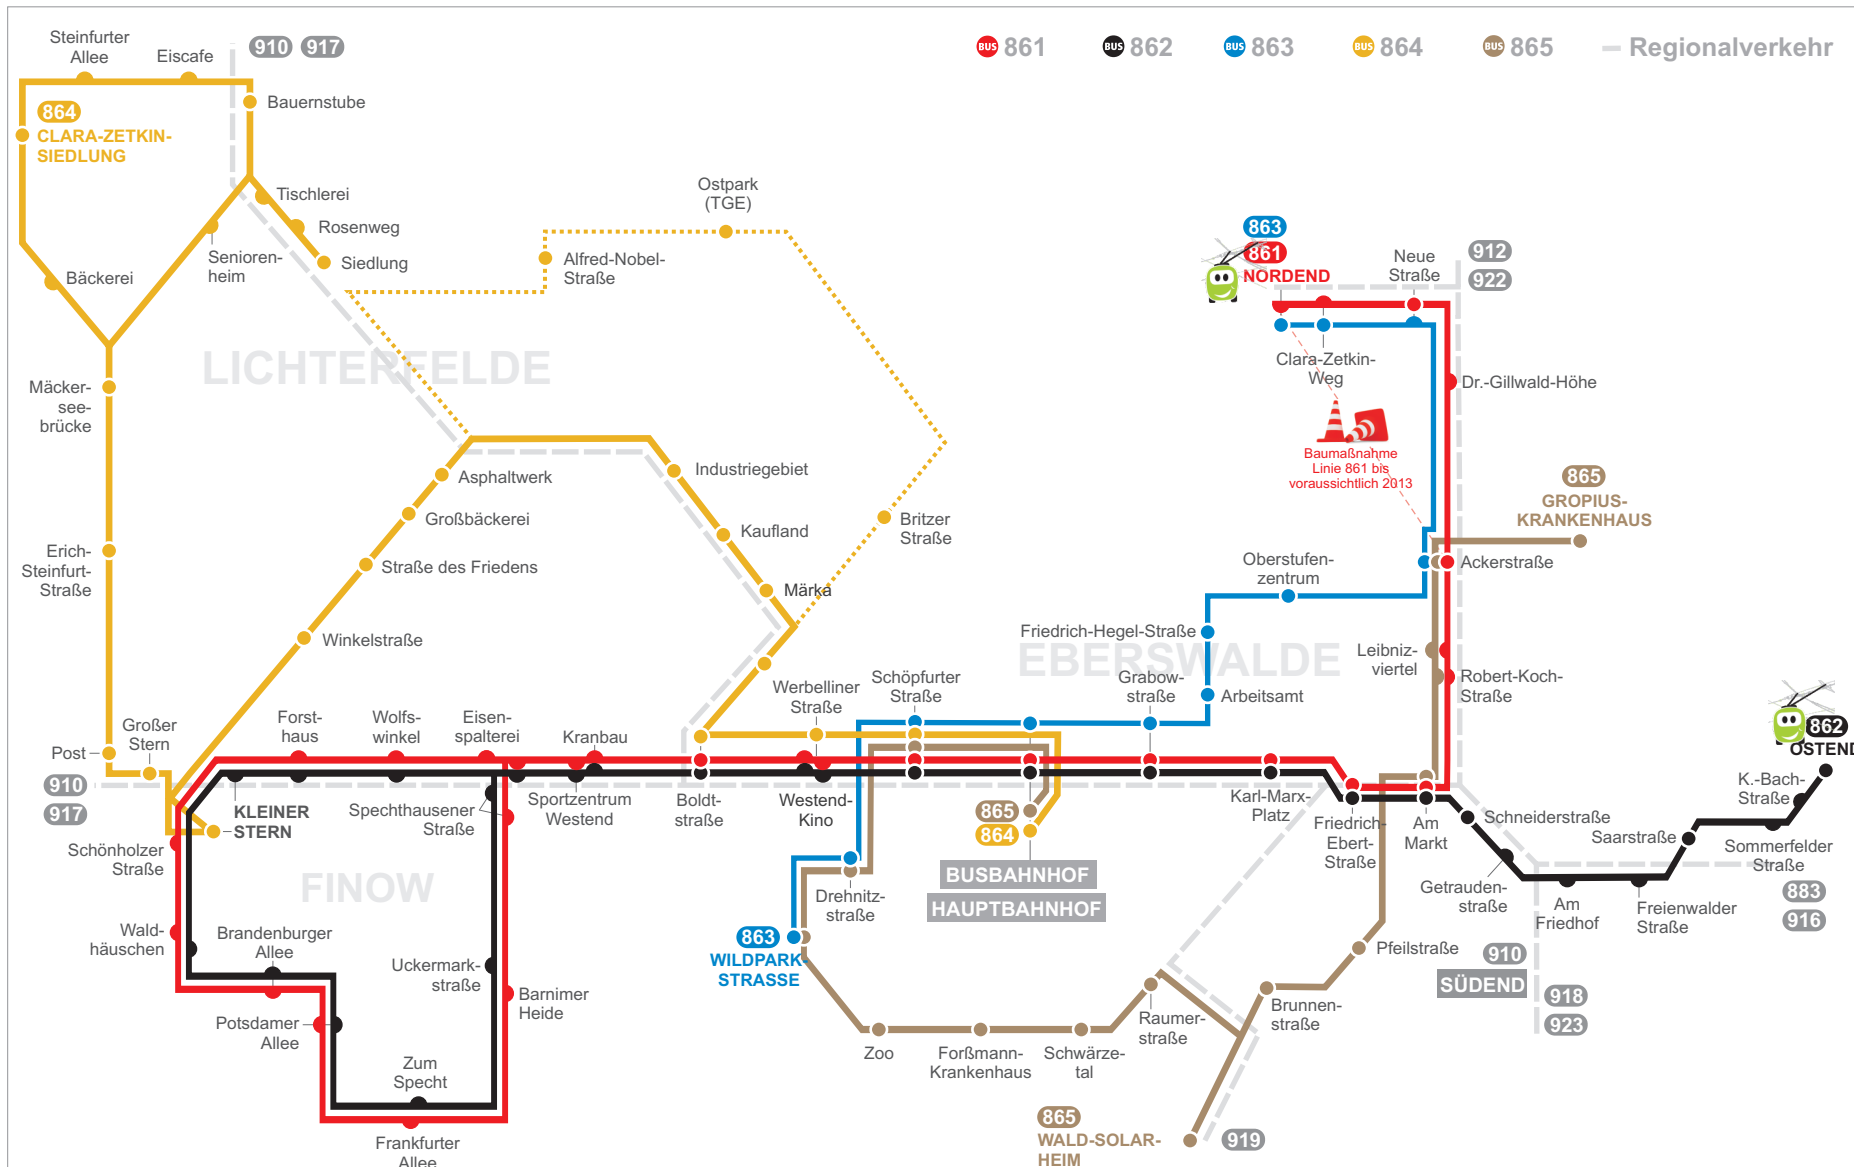 BUS 861
BUS 862
BUS 863
BUS 864
BUS 865
Regionalverkehr
Steinfurter
Allee
Eiscafe
910 917
Bauernstube
864
CLARA-ZETKIN-
SIEDLUNG
Tischlerei
Rosenweg
Siedlung
Senioren-
heim
Bäckerei
Ostpark
(TGE)
Alfred-Nobel-
Straße
863
861
NORDEND
Neue
Straße
912
922
Clara-Zetkin-
Weg
Dr.-Gillwald-Höhe
LICHTERFELDE
Mäcker-
see-
brücke
Baumaßnahme
Linie 861 bis
voraussichtlich 2013
865
GROPIUS-
KRANKENHAUS
Asphaltwerk
Industriegebiet
Großbäckerei
Kaufland
Britzer
Straße
Erich-
Steinfurt-
Straße
Straße des Friedens
Märka
Oberstufen-
zentrum
Ackerstraße
Winkelstraße
Friedrich-Hegel-Straße
EBERSWALDE
Leibniz-
viertel
Robert-Koch-
Straße
Arbeitsamt
Grabow-
straße
Schöpfurter
Straße
Werbelliner
Straße
Großer
Stern
Post
Forst-
haus
Wolfs-
winkel
Eisen-
spalterei
Kranbau
862
OSTEND
K.-Bach-
Straße
910
917
KLEINER
STERN
Spechthausener
Straße
Sportzentrum
Westend
Boldt-
straße
Westend-
Kino
865
864
BUSBAHNHOF
HAUPTBAHNHOF
Karl-Marx-
Platz
Friedrich-
Ebert-
Straße
Am
Markt
Schneiderstraße
Saarstraße
Sommerfelder
Straße
Schönholzer
Straße
FINOW
Drehnitz-
straße
Getrauden-
straße
Am
Friedhof
Freienwalder
Straße
883
916
Wald-
häuschen
Brandenburger
Allee
Uckermark-
straße
863
WILDPARK-
STRASSE
Pfeilstraße
910
SÜDEND
918
923
Potsdamer
Allee
Barnimer
Heide
Zoo
Forßmann-
Krankenhaus
Schwärze-
tal
Raumer-
straße
Brunnen-
straße
Zum
Specht
Frankfurter
Allee
865
WALD-SOLAR-
HEIM
919